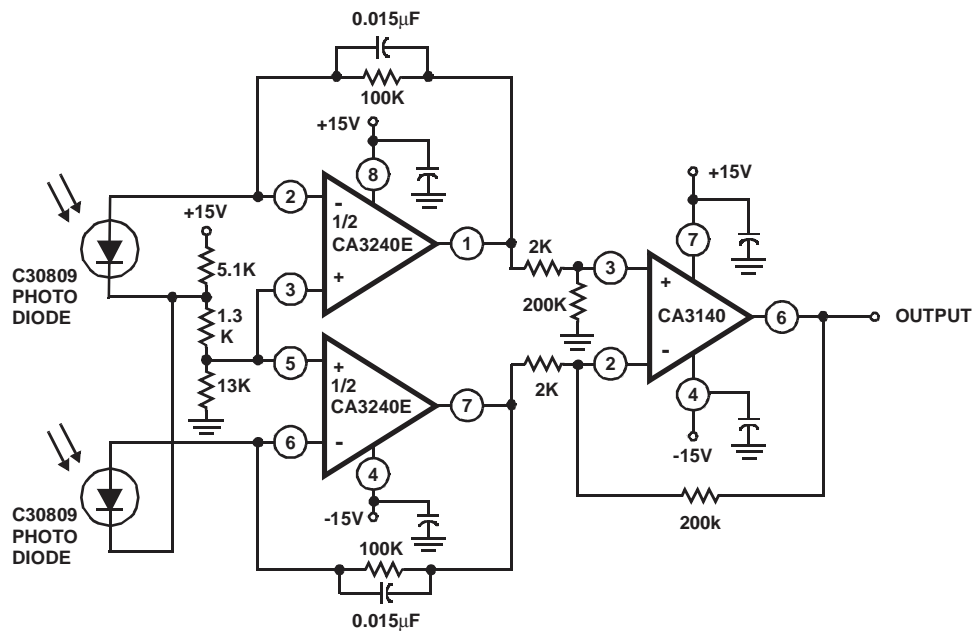 0.015μF
100K
+15V
8
2
-
1/2
CA3240E
1
+15V
5.1K
C30809
PHOTO
DIODE
+
3
1.3
K
2K
3
200K
+15V
7
+
CA3140
6
OUTPUT
-
5
+
1/2
CA3240E
13K
7
2K
2
6
-
4
-15V
4
-15V
C30809
PHOTO
DIODE
200k
100K
0.015μF